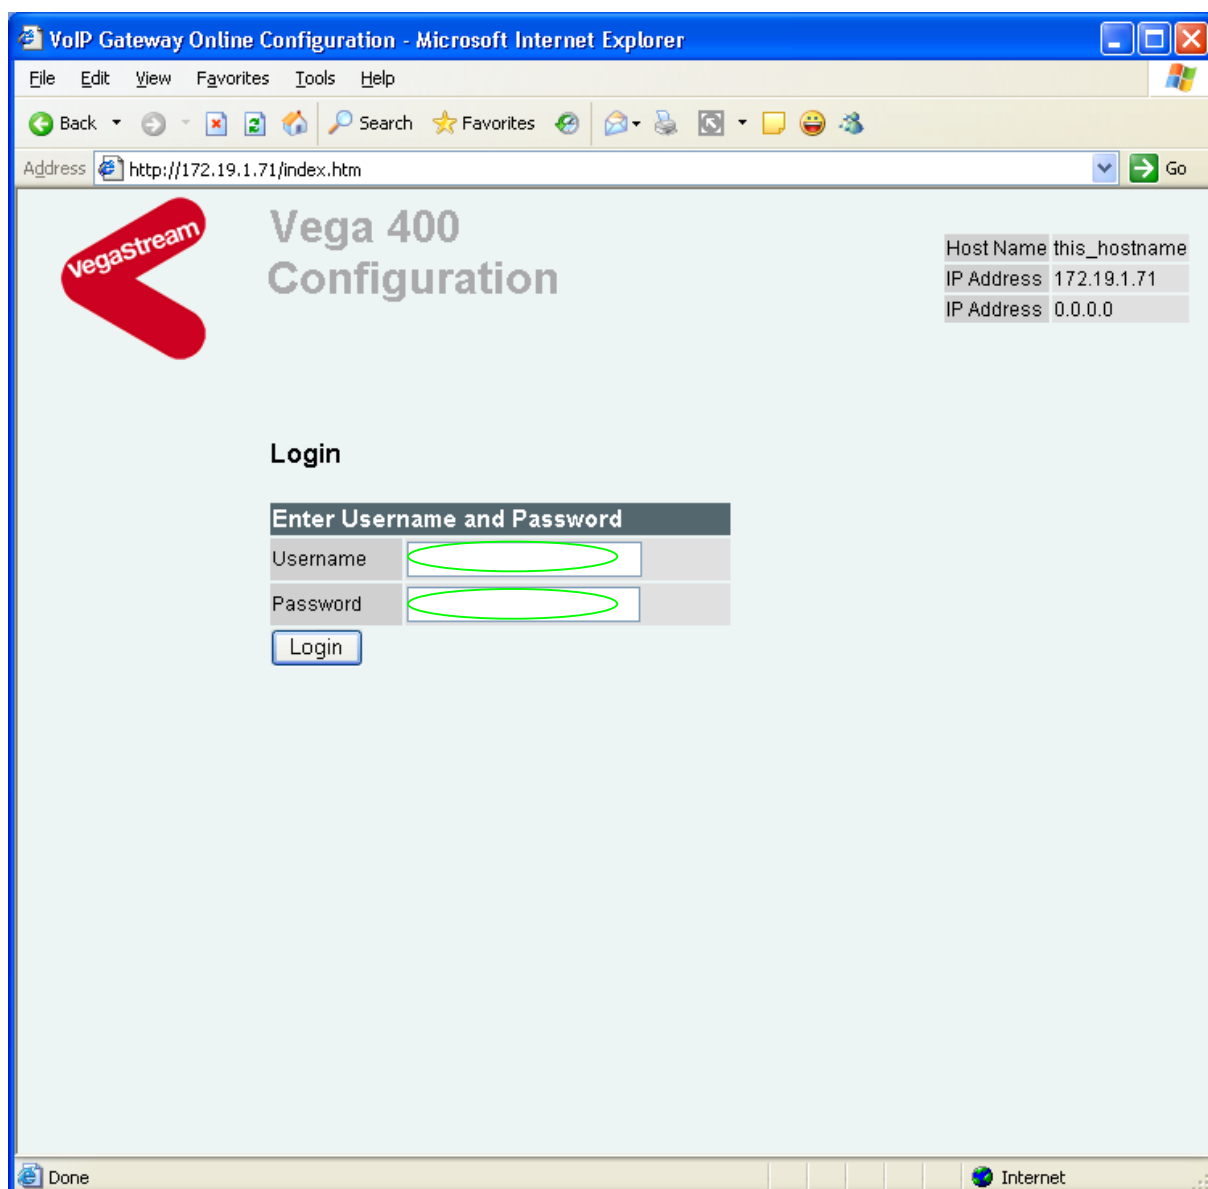 VoIP Gateway Online Configuration - Microsoft Internet Explorer
File Edit View Favorites Tools Help
Back Search Favorites
Address http://172.19.1.71/index.htm Go
vegastream
Vega 400
Configuration
Host Name this_hostname
IP Address 172.19.1.71
IP Address 0.0.0.0
Login
Enter Username and Password
Username
Password
Login
Done Internet